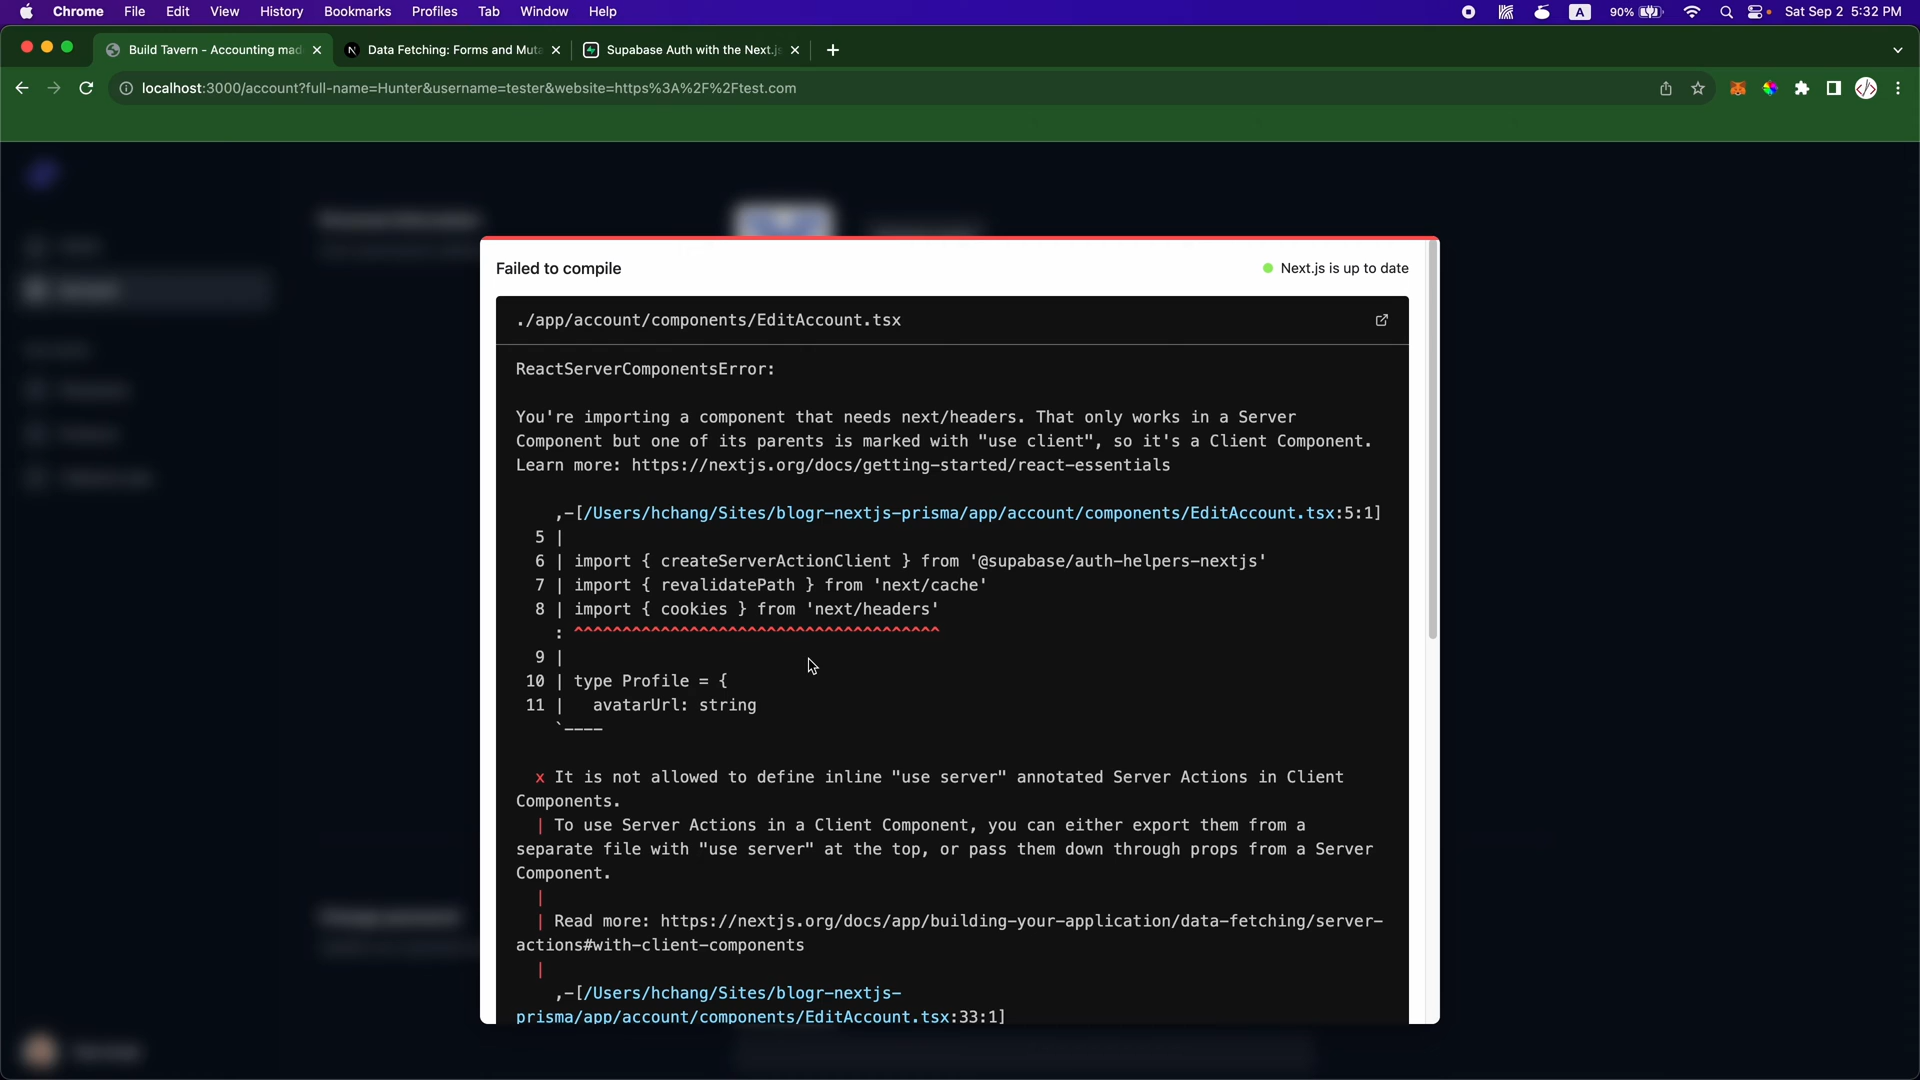 Chrome File Edit View History Bookmarks Profiles Tab Window Help
A 90% Sat Sep 2 5:32 PM
Build Tavern - Accounting mad
Data Fetching: Forms and Muta
Supabase Auth with the Next.js
localhost:3000/account?full-name=Hunter&username=tester&website=https%3A%2F%2Ftest.com
Failed to compile
Next.js is up to date
./app/account/components/EditAccount.tsx
ReactServerComponentsError:
You're importing a component that needs next/headers. That only works in a Server
Component but one of its parents is marked with "use client", so it's a Client Component.
Learn more: https://nextjs.org/docs/getting-started/react-essentials
,-[/Users/hchang/Sites/blogr-nextjs-prisma/app/account/components/EditAccount.tsx:5:1]
5 |
6 | import { createServerActionClient } from '@supabase/auth-helpers-nextjs'
7 | import { revalidatePath } from 'next/cache'
8 | import { cookies } from 'next/headers'
: ^^^^^^^^^^^^^^^^^^^^^^^^^^^^^^^^^^^^^^
9 |
10 | type Profile = {
11 |   avatarUrl: string
`----
x It is not allowed to define inline "use server" annotated Server Actions in Client
Components.
| To use Server Actions in a Client Component, you can either export them from a
separate file with "use server" at the top, or pass them down through props from a Server
Component.
|
| Read more: https://nextjs.org/docs/app/building-your-application/data-fetching/server-
actions#with-client-components
|
,-[/Users/hchang/Sites/blogr-nextjs-
prisma/app/account/components/EditAccount.tsx:33:1]